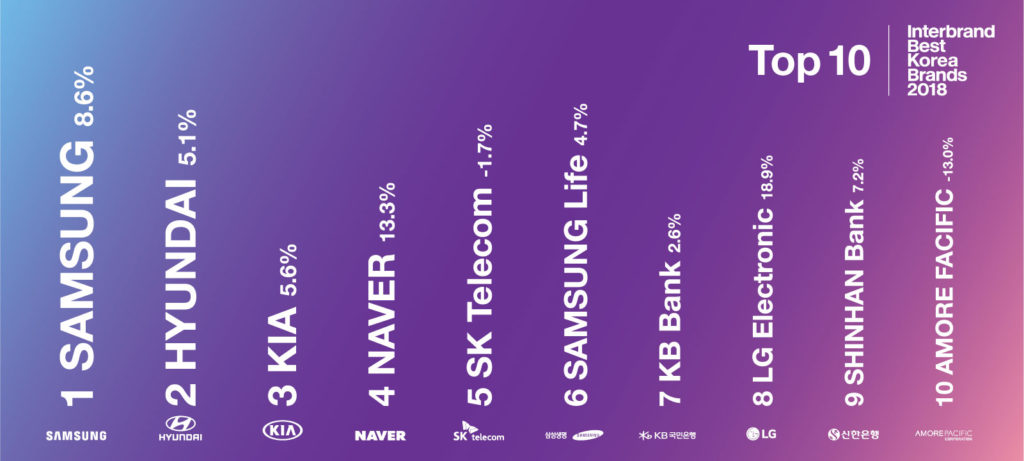 Top 10
Interbrand
Best
Korea
Brands
2018
1 SAMSUNG 8.6%
2 HYUNDAI 5.1%
3 KIA 5.6%
4 NAVER 13.3%
5 SK Telecom -1.7%
6 SAMSUNG Life 4.7%
7 KB Bank 2.6%
8 LG Electronic 18.9%
9 SHINHAN Bank 7.2%
10 AMORE FACIFIC -13.0%
SAMSUNG
HYUNDAI
KIA
NAVER
SK telecom
삼성생명 SAMSUNG
KB국민은행
LG
신한은행
AMOREPACIFIC
CORPORATION